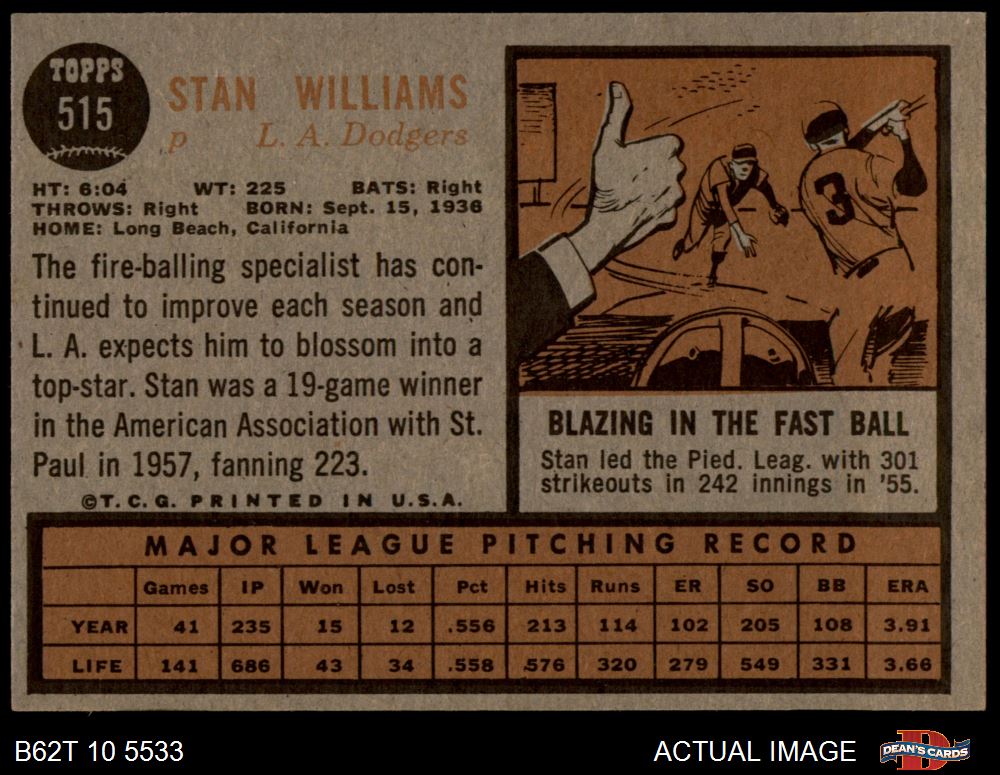 TOPPS
515
STAN WILLIAMS
p L. A. Dodgers
HT: 6:04 WT: 225 BATS: Right
THROWS: Right BORN: Sept. 15, 1936
HOME: Long Beach, California
The fire-balling specialist has con-
tinued to improve each season and
L. A. expects him to blossom into a
top-star. Stan was a 19-game winner
in the American Association with St.
Paul in 1957, fanning 223.
©T.C.G. PRINTED IN U.S.A.
3
BLAZING IN THE FAST BALL
Stan led the Pied. Leag. with 301
strikeouts in 242 innings in '55.
MAJOR LEAGUE PITCHING RECORD
Games IP Won Lost Pct Hits Runs ER SO BB ERA
YEAR 41 235 15 12 .556 213 114 102 205 108 3.91
LIFE 141 686 43 34 .558 .576 320 279 549 331 3.66
B62T 10 5533 ACTUAL IMAGE
D
DEAN'S CARDS